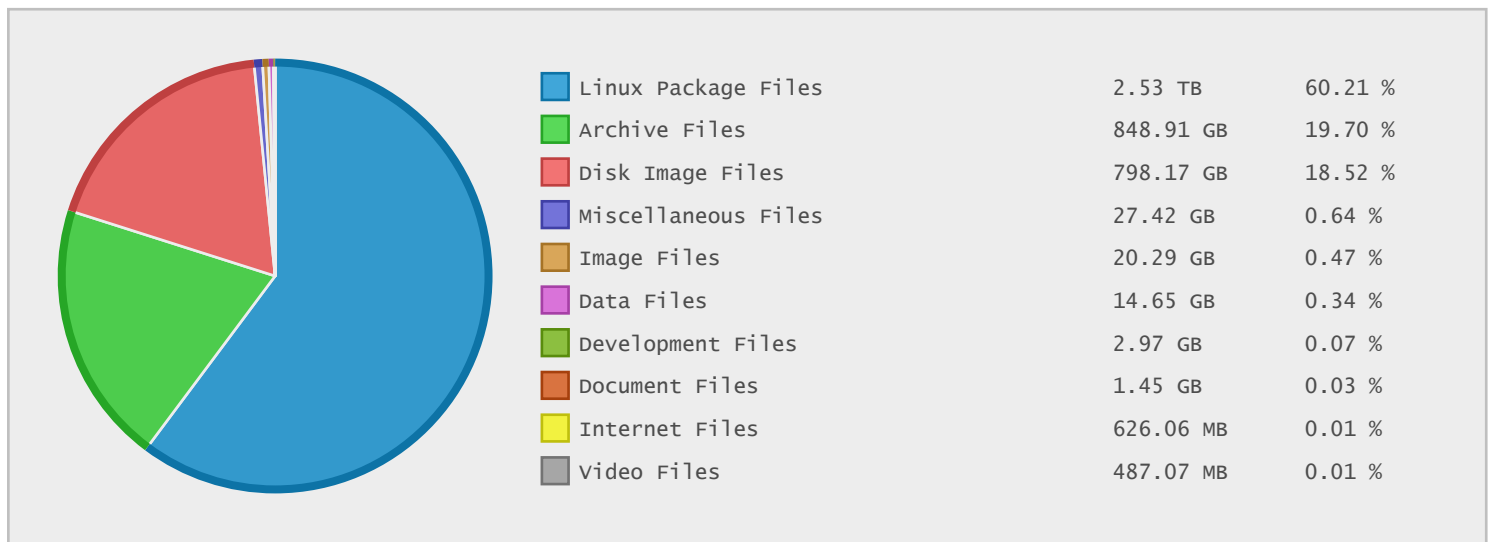 Linux Package Files 2.53 TB 60.21 %
Archive Files 848.91 GB 19.70 %
Disk Image Files 798.17 GB 18.52 %
Miscellaneous Files 27.42 GB 0.64 %
Image Files 20.29 GB 0.47 %
Data Files 14.65 GB 0.34 %
Development Files 2.97 GB 0.07 %
Document Files 1.45 GB 0.03 %
Internet Files 626.06 MB 0.01 %
Video Files 487.07 MB 0.01 %